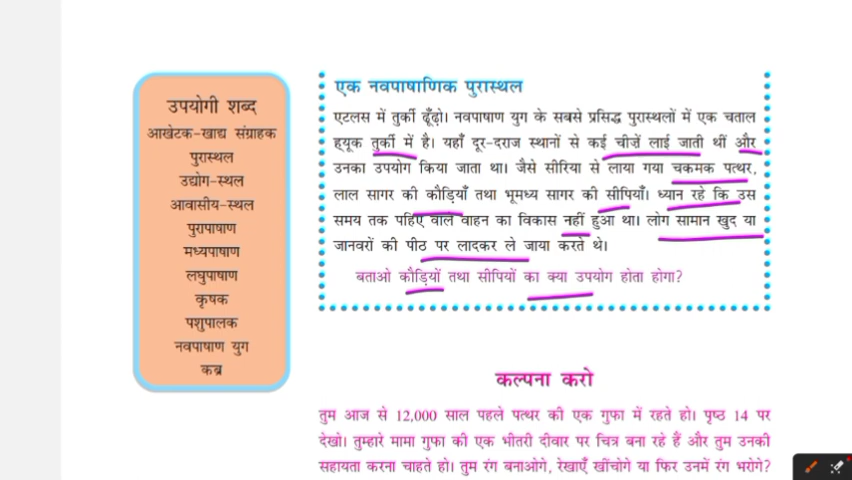 उपयोगी शब्द
आखेटक-खाद्य संग्राहक
पुरास्थल
उद्योग-स्थल
आवासीय-स्थल
पुरापाषाण
मध्यपाषाण
लघुपाषाण
कृषक
पशुपालक
नवपाषाण युग
कब्र
एक नवपाषाणिक पुरास्थल
एटलस में तुर्की ढूँढ़ो। नवपाषाण युग के सबसे प्रसिद्ध पुरास्थलों में एक चताल
ह्यूक तुर्की में है। यहाँ दूर-दराज स्थानों से कई चीज़ें लाई जाती थीं और
उनका उपयोग किया जाता था। जैसे सीरिया से लाया गया चकमक पत्थर,
लाल सागर की कौड़ियाँ तथा भूमध्य सागर की सीपियाँ। ध्यान रहे कि उस
समय तक पहिए वाले वाहन का विकास नहीं हुआ था। लोग सामान खुद या
जानवरों की पीठ पर लादकर ले जाया करते थे।
बताओ कौड़ियों तथा सीपियों का क्या उपयोग होता होगा?
कल्पना करो
तुम आज से 12,000 साल पहले पत्थर की एक गुफा में रहते हो। पृष्ठ 14 पर
देखो। तुम्हारे मामा गुफा की एक भीतरी दीवार पर चित्र बना रहे हैं और तुम उनकी
सहायता करना चाहते हो। तुम रंग बनाओगे, रेखाएँ खींचोगे या फिर उनमें रंग भरोगे?